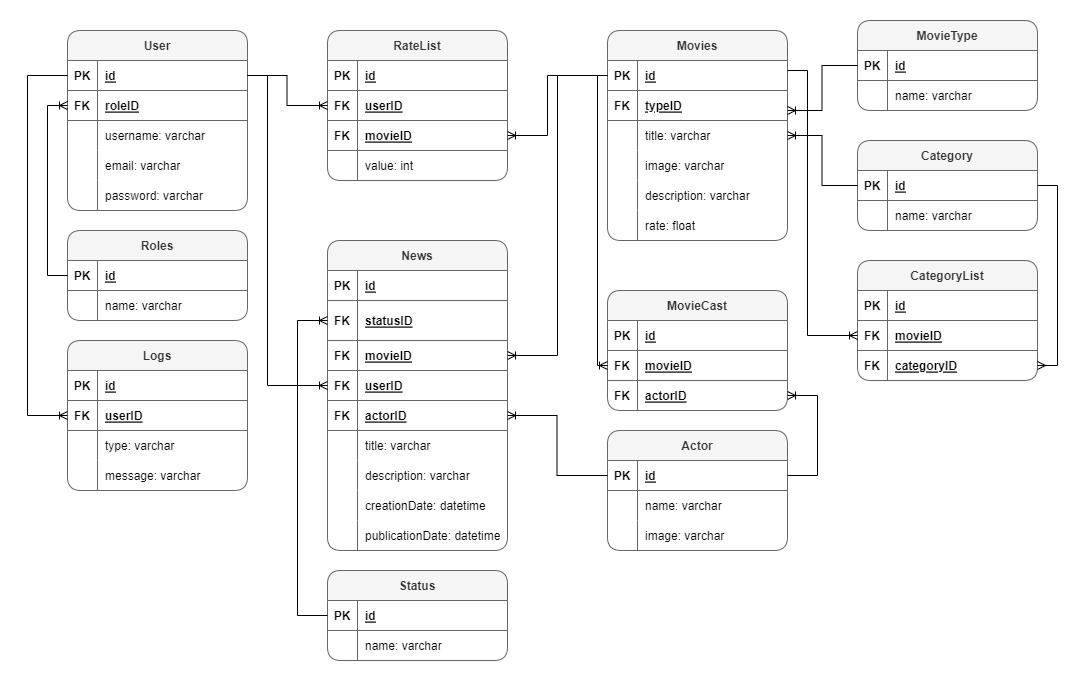 User
PK id
FK roleID
username: varchar
email: varchar
password: varchar
Roles
PK id
name: varchar
Logs
PK id
FK userID
type: varchar
message: varchar
RateList
PK id
FK userID
FK movieID
value: int
News
PK id
FK statusID
FK movieID
FK userID
FK actorID
title: varchar
description: varchar
creationDate: datetime
publicationDate: datetime
Status
PK id
name: varchar
Movies
PK id
FK typeID
title: varchar
image: varchar
description: varchar
rate: float
MovieCast
PK id
FK movieID
FK actorID
Actor
PK id
name: varchar
image: varchar
MovieType
PK id
name: varchar
Category
PK id
name: varchar
CategoryList
PK id
FK movieID
FK categoryID